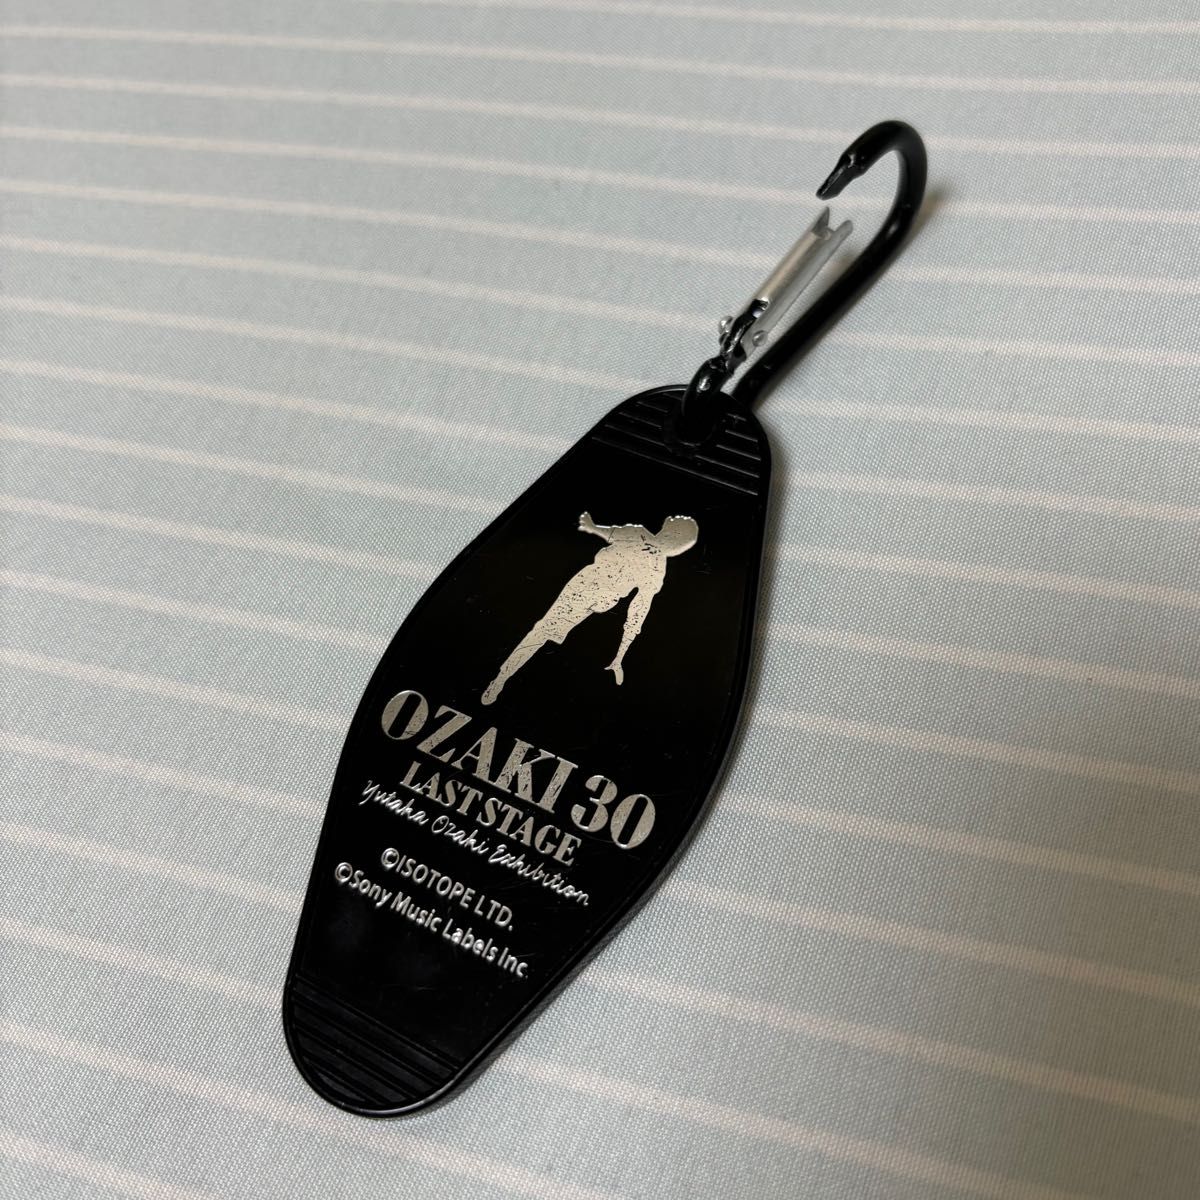 OZAKI 30
LAST STAGE
Yutaka Ozaki Exhibition
©ISOTOPE LTD.
©Sony Music Labels Inc.